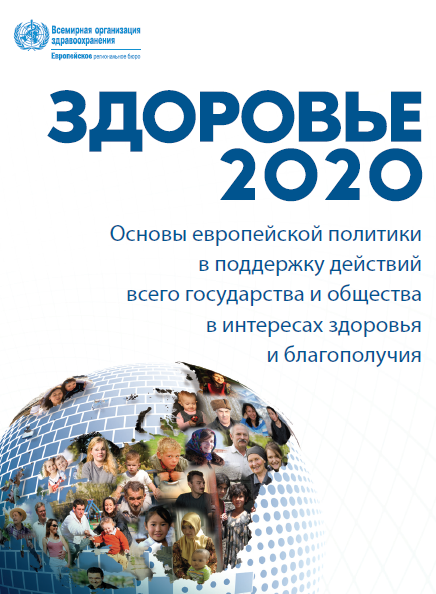 Всемирная организация
здравоохранения
Европейское региональное бюро
ЗДОРОВЬЕ
2020
Основы европейской политики
в поддержку действий
всего государства и общества
в интересах здоровья
и благополучия